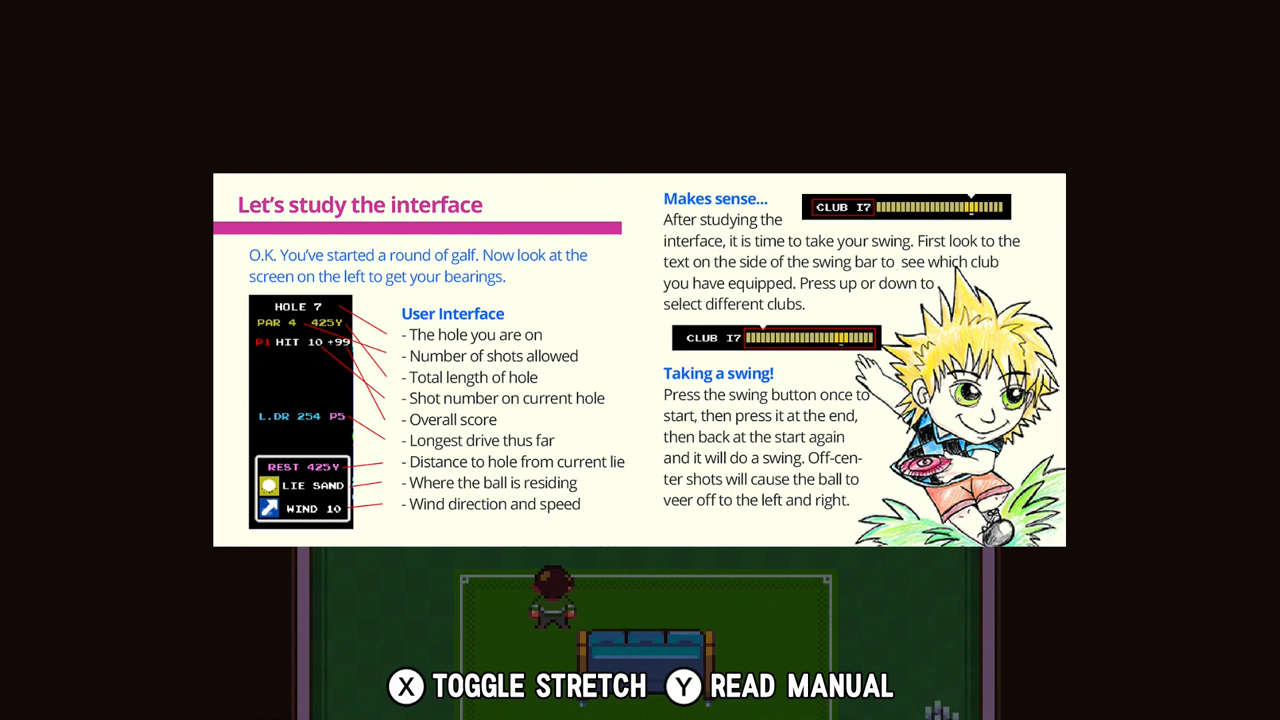 Let's study the interface
O.K. You've started a round of galf. Now look at the
screen on the left to get your bearings.
HOLE 7
PAR 4 425Y
P1 HIT 10 +99
L.DR 254 P5
REST 425Y
LIE SAND
WIND 10
User Interface
- The hole you are on
- Number of shots allowed
- Total length of hole
- Shot number on current hole
- Overall score
- Longest drive thus far
- Distance to hole from current lie
- Where the ball is residing
- Wind direction and speed
Makes sense...
CLUB I7
After studying the
interface, it is time to take your swing. First look to the
text on the side of the swing bar to see which club
you have equipped. Press up or down to
select different clubs.
CLUB I7
Taking a swing!
Press the swing button once to
start, then press it at the end,
then back at the start again
and it will do a swing. Off-cen-
ter shots will cause the ball to
veer off to the left and right.
X TOGGLE STRETCH Y READ MANUAL